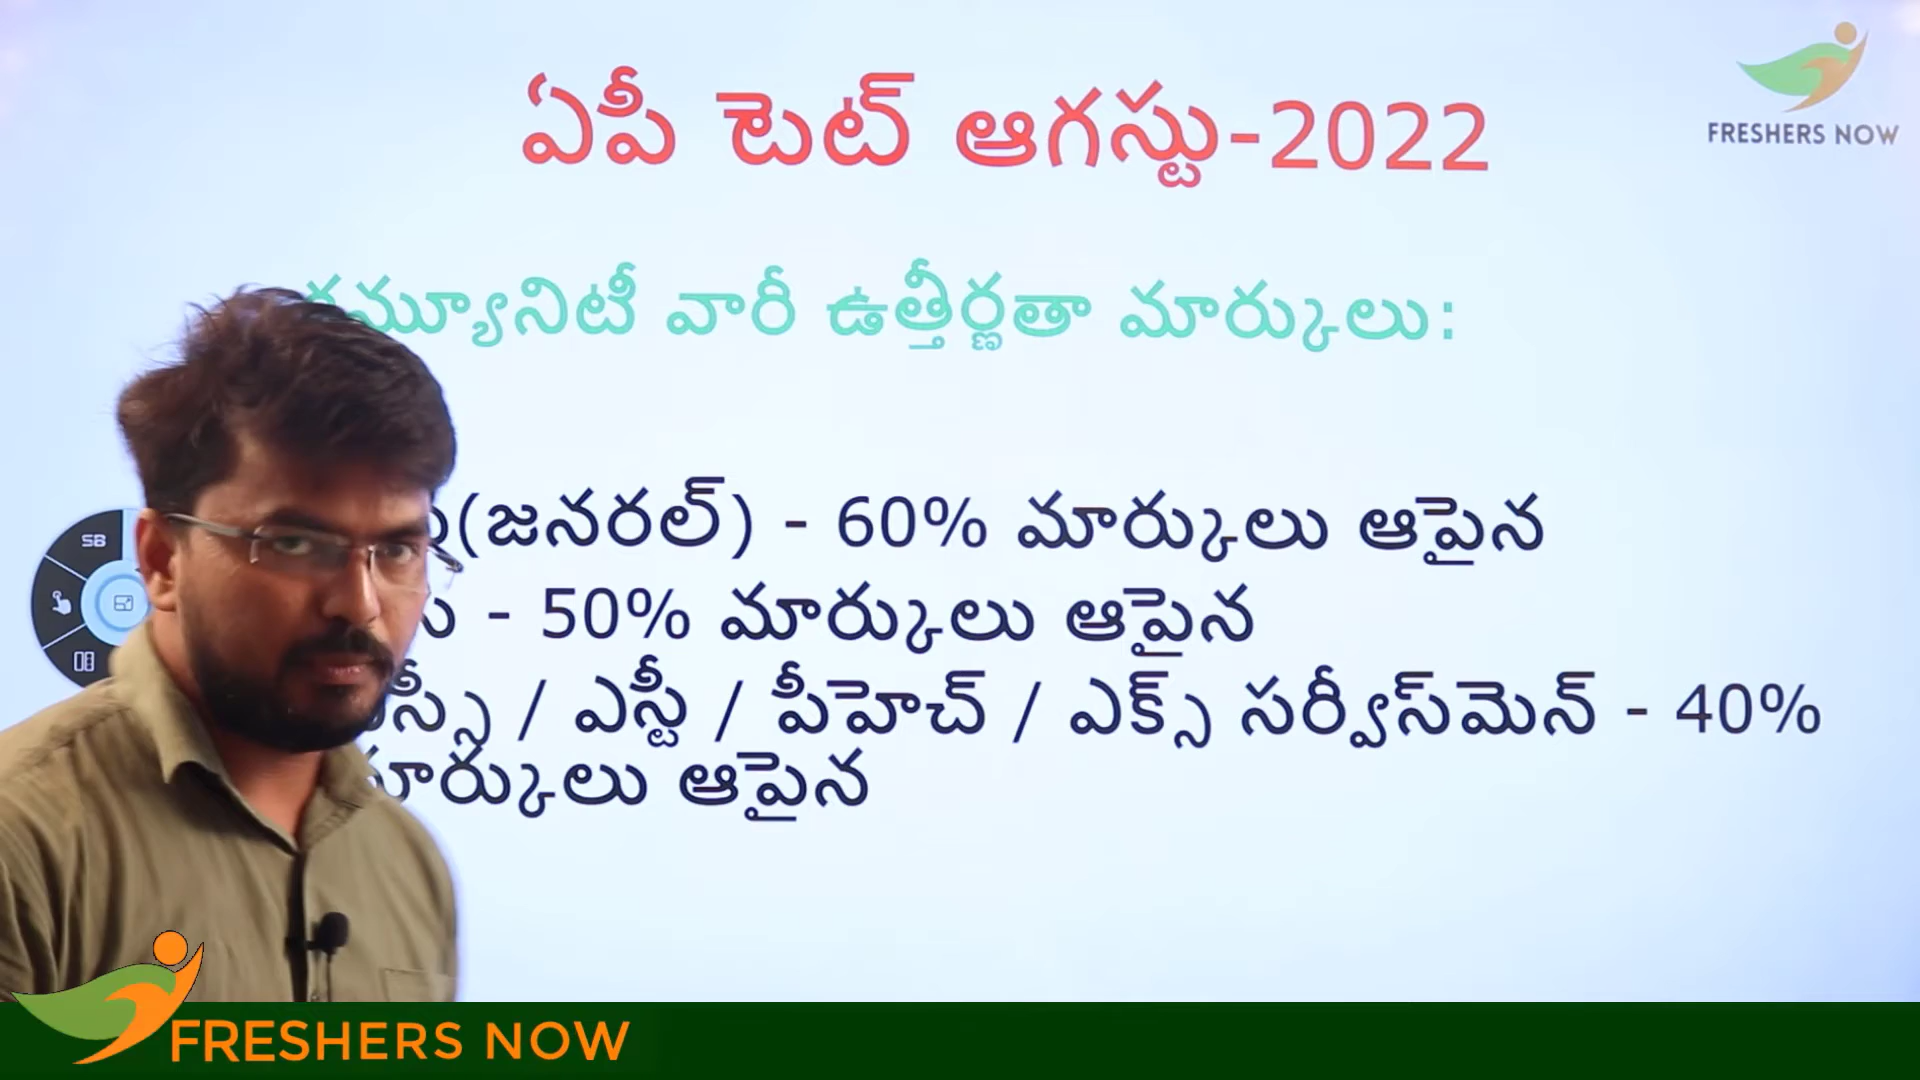 ఏపీ టెట్ ఆగస్టు-2022
FRESHERS NOW
కమ్యూనిటీ వారీ ఉత్తీర్ణతా మార్కులు:
(జనరల్) - 60% మార్కులు ఆపైన
SB
- 50% మార్కులు ఆపైన
/ ఎస్టీ / పీహెచ్ / ఎక్స్ సర్వీస్‌మెన్ - 40%
మార్కులు ఆపైన
FRESHERS NOW